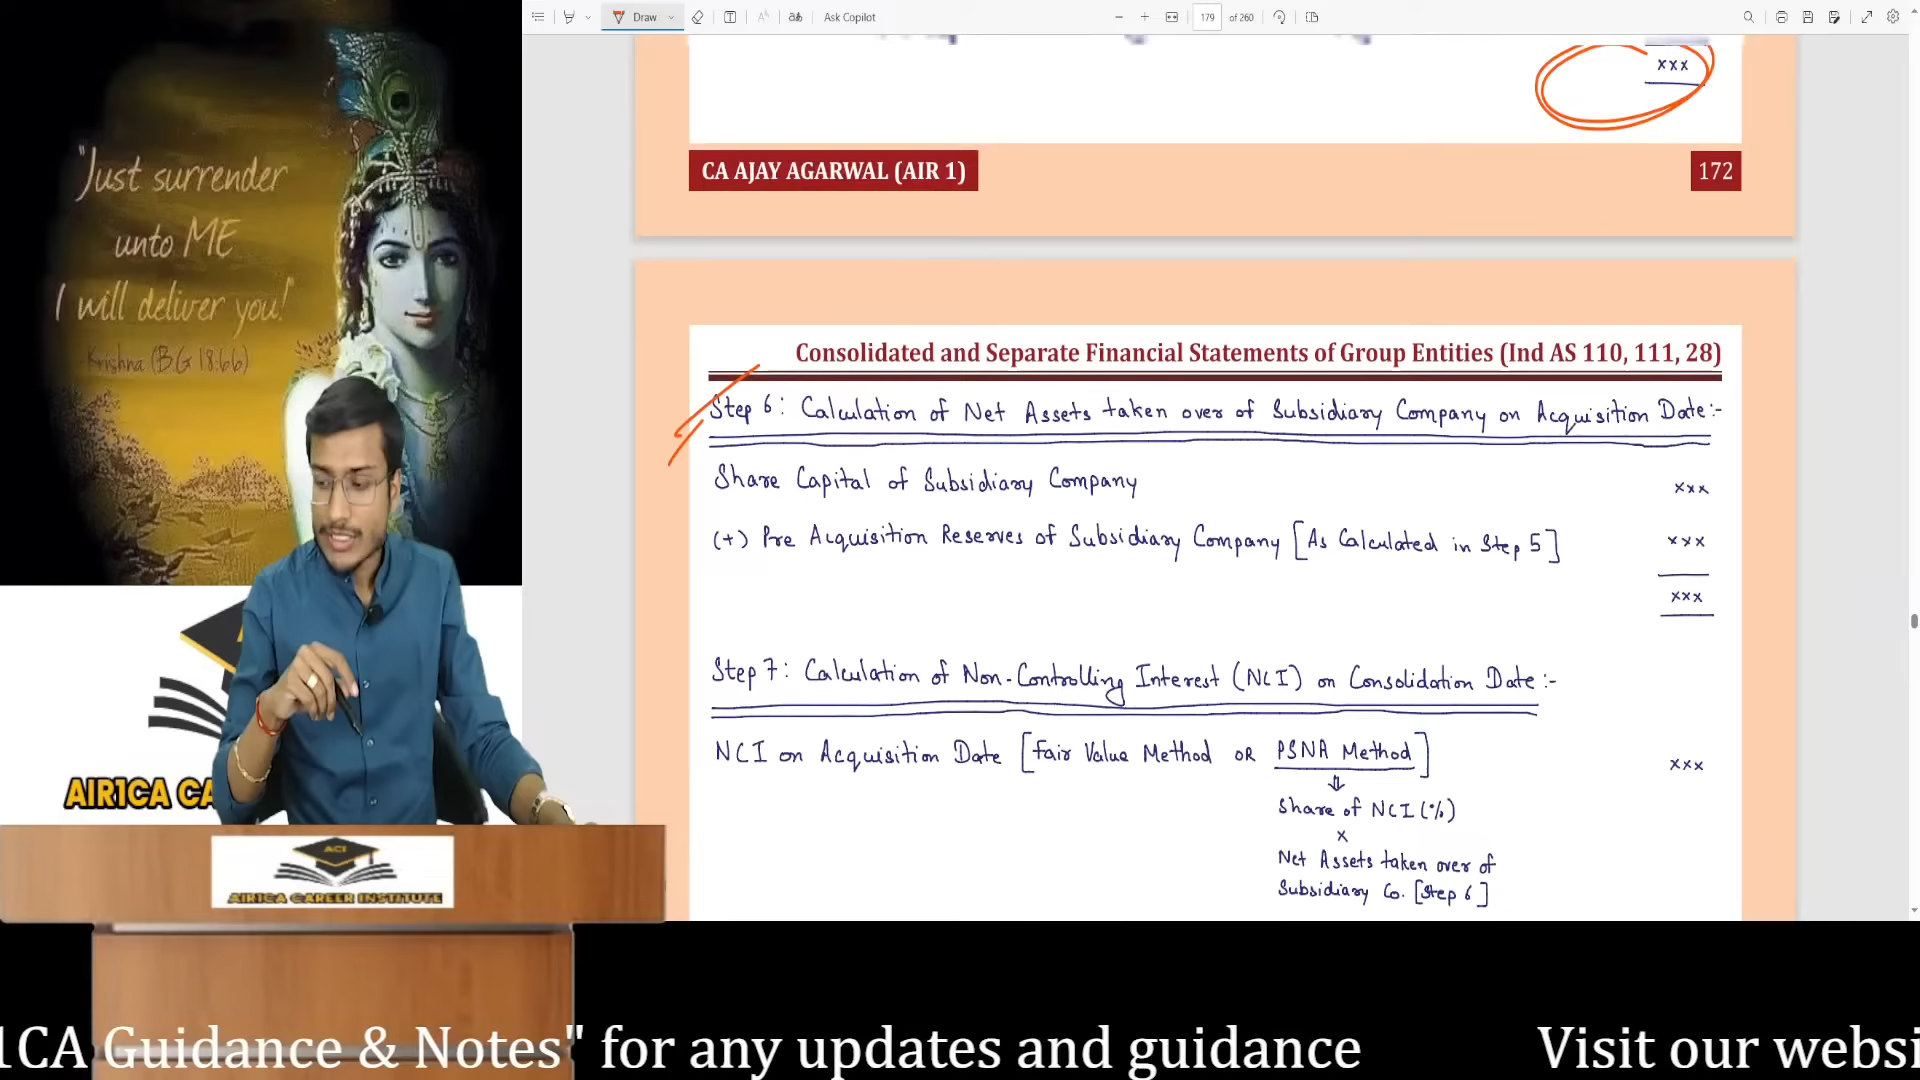 Draw
Ask Copilot
179 of 260
xxx
CA AJAY AGARWAL (AIR 1)
172
"Just surrender
unto ME
I will deliver you!"
- Krishna (B.G 18:66)
Consolidated and Separate Financial Statements of Group Entities (Ind AS 110, 111, 28)
Step 6: Calculation of Net Assets taken over of Subsidiary Company on Acquisition Date:-
Share Capital of Subsidiary Company xxx
(+) Pre Acquisition Reserves of Subsidiary Company [As Calculated in Step 5] xxx
xxx
Step 7: Calculation of Non-Controlling Interest (NCI) on Consolidation Date:-
NCI on Acquisition Date [Fair Value Method OR PSNA Method] xxx
⇓
Share of NCI (%)
x
Net Assets taken over of
Subsidiary Co. [Step 6]
AIR1CA CA
ACI
AIR1CA CAREER INSTITUTE
1CA Guidance & Notes" for any updates and guidance Visit our websi